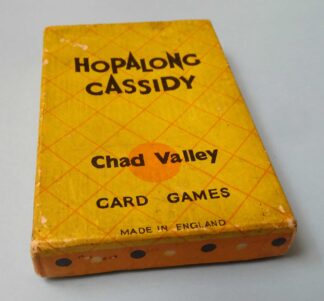 HOPALONG
CASSIDY
Chad Valley
CARD GAMES
MADE IN ENGLAND